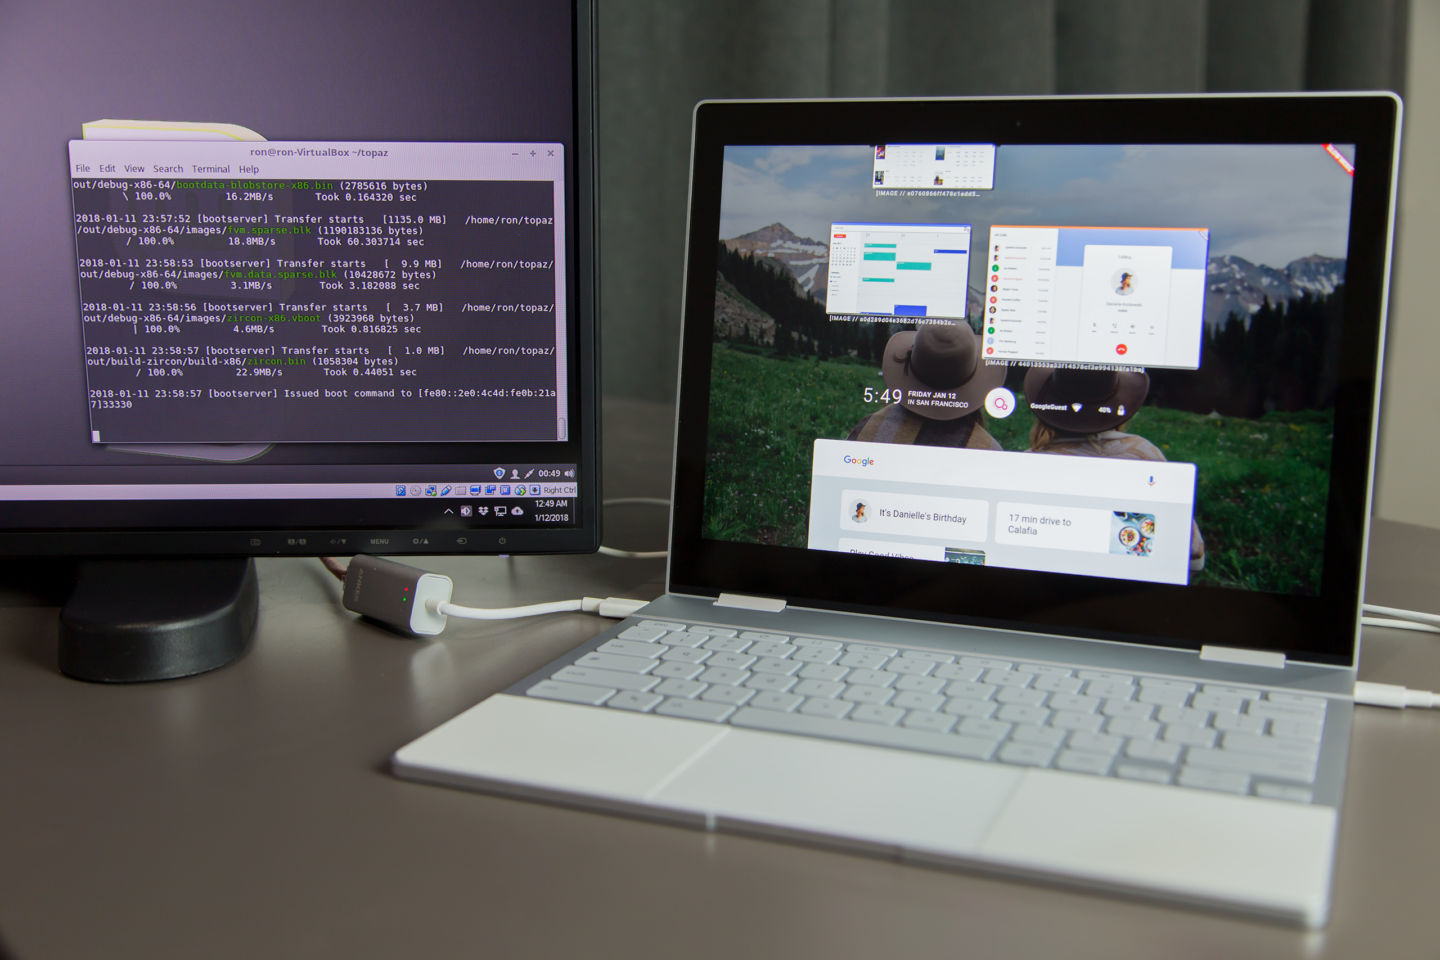 ron@ron-VirtualBox ~/topaz
File Edit View Search Terminal Help
out/debug-x86-64/bootdata-blobstore-x86.bin (2785616 bytes)
\ 100.0% 16.2MB/s Took 0.164320 sec
2018-01-11 23:57:52 [bootserver] Transfer starts [1135.0 MB] /home/ron/topaz
/out/debug-x86-64/images/fvm.sparse.blk (1190183136 bytes)
/ 100.0% 18.8MB/s Took 60.303714 sec
2018-01-11 23:58:53 [bootserver] Transfer starts [ 9.9 MB] /home/ron/topaz/
out/debug-x86-64/images/fvm.data.sparse.blk (10428672 bytes)
/ 100.0% 3.1MB/s Took 3.182088 sec
2018-01-11 23:58:56 [bootserver] Transfer starts [ 3.7 MB] /home/ron/topaz/
out/debug-x86-64/images/zircon-x86.vboot (3923968 bytes)
| 100.0% 4.6MB/s Took 0.816825 sec
2018-01-11 23:58:57 [bootserver] Transfer starts [ 1.0 MB] /home/ron/topaz/
out/build-zircon/build-x86/zircon.bin (1058304 bytes)
/ 100.0% 22.9MB/s Took 0.44051 sec
2018-01-11 23:58:57 [bootserver] Issued boot command to [fe80::2e0:4c4d:fe0b:21a
7]33330
00:49
Right Ctrl
12:49 AM
1/12/2018
MENU
ANKER
[IMAGE //
[IMAGE //
[IMAGE //
Calling
5:49
FRIDAY JAN 12
IN SAN FRANCISCO
GoogleGuest
40%
Google
It's Danielle's Birthday
17 min drive to
Calafia
Play Good Vibes